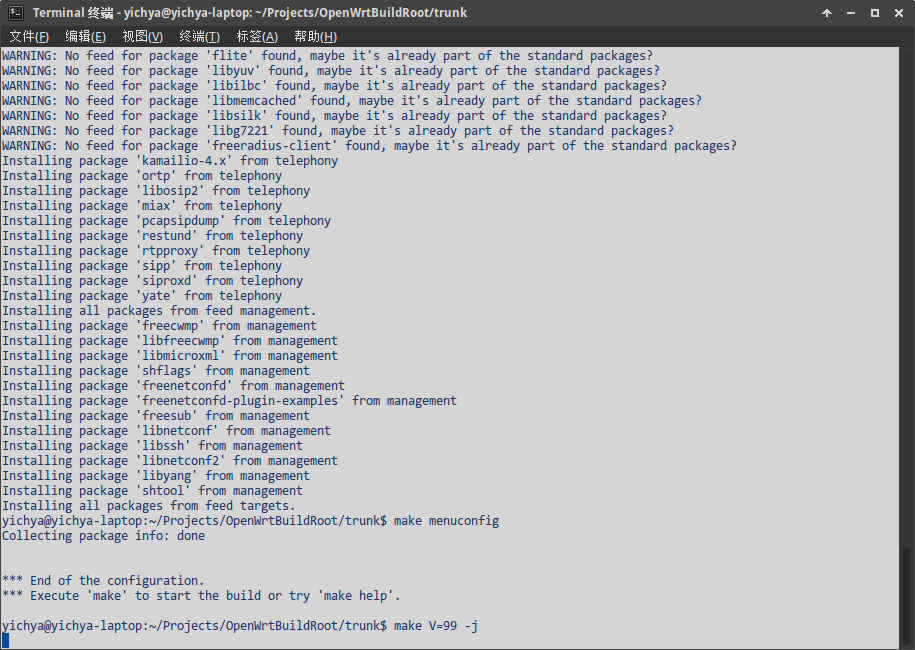 Terminal 终端 - yichya@yichya-laptop: ~/Projects/OpenWrtBuildRoot/trunk
文件(F) 编辑(E) 视图(V) 终端(T) 标签(A) 帮助(H)
WARNING: No feed for package 'flite' found, maybe it's already part of the standard packages?
WARNING: No feed for package 'libyuv' found, maybe it's already part of the standard packages?
WARNING: No feed for package 'libilbc' found, maybe it's already part of the standard packages?
WARNING: No feed for package 'libmemcached' found, maybe it's already part of the standard packages?
WARNING: No feed for package 'libsilk' found, maybe it's already part of the standard packages?
WARNING: No feed for package 'libg7221' found, maybe it's already part of the standard packages?
WARNING: No feed for package 'freeradius-client' found, maybe it's already part of the standard packages?
Installing package 'kamailio-4.x' from telephony
Installing package 'ortp' from telephony
Installing package 'libosip2' from telephony
Installing package 'miax' from telephony
Installing package 'pcapsipdump' from telephony
Installing package 'restund' from telephony
Installing package 'rtpproxy' from telephony
Installing package 'sipp' from telephony
Installing package 'siproxd' from telephony
Installing package 'yate' from telephony
Installing all packages from feed management.
Installing package 'freecwmp' from management
Installing package 'libfreecwmp' from management
Installing package 'libmicroxml' from management
Installing package 'shflags' from management
Installing package 'freenetconfd' from management
Installing package 'freenetconfd-plugin-examples' from management
Installing package 'freesub' from management
Installing package 'libnetconf' from management
Installing package 'libssh' from management
Installing package 'libnetconf2' from management
Installing package 'libyang' from management
Installing package 'shtool' from management
Installing all packages from feed targets.
yichya@yichya-laptop:~/Projects/OpenWrtBuildRoot/trunk$ make menuconfig
Collecting package info: done
*** End of the configuration.
*** Execute 'make' to start the build or try 'make help'.
yichya@yichya-laptop:~/Projects/OpenWrtBuildRoot/trunk$ make V=99 -j